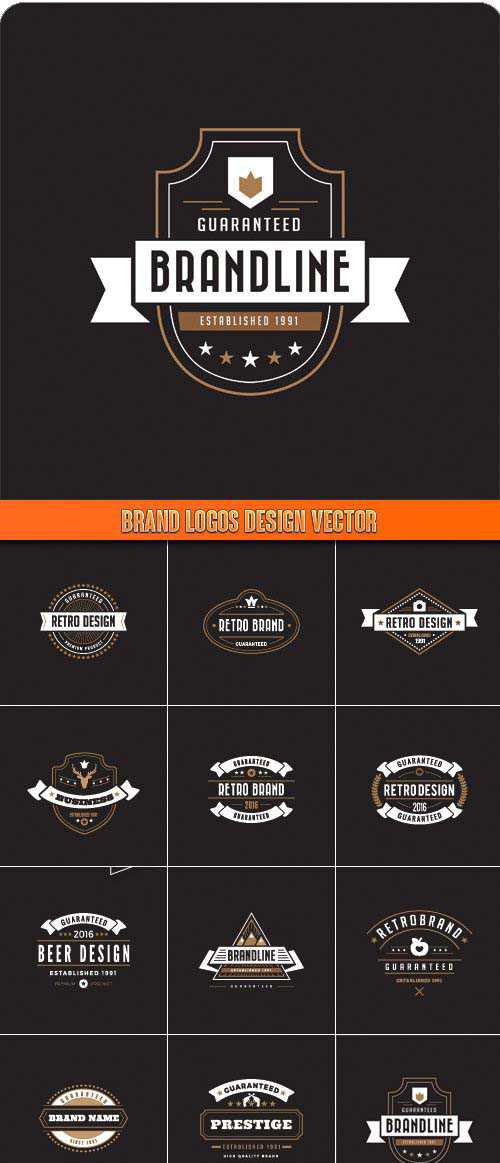 GUARANTEED
BRANDLINE
ESTABLISHED 1991
BRAND LOGOS DESIGN VECTOR
GUARANTEED
RETRO DESIGN
PREMIUM PRODUCT
RETRO BRAND
GUARANTEED
RETRO DESIGN
ESTABLISHED
1991
BUSINESS
ESTABLISHED 1991
GUARANTEED
RETRO BRAND
2016
GUARANTEED
GUARANTEED
RETRO DESIGN
2016
GUARANTEED
GUARANTEED
2016
BEER DESIGN
ESTABLISHED 1991
PREMIUM PRODUCT
BRANDLINE
ESTABLISHED 1991
GUARANTEED
RETROBRAND
GUARANTEED
ESTABLISHED 1991
GUARANTEED
BRAND NAME
SINCE 1991
GUARANTEED
PRESTIGE
ESTABLISHED 1991
HIGH QUALITY BRAND
GUARANTEED
BRANDLINE
ESTABLISHED 1991